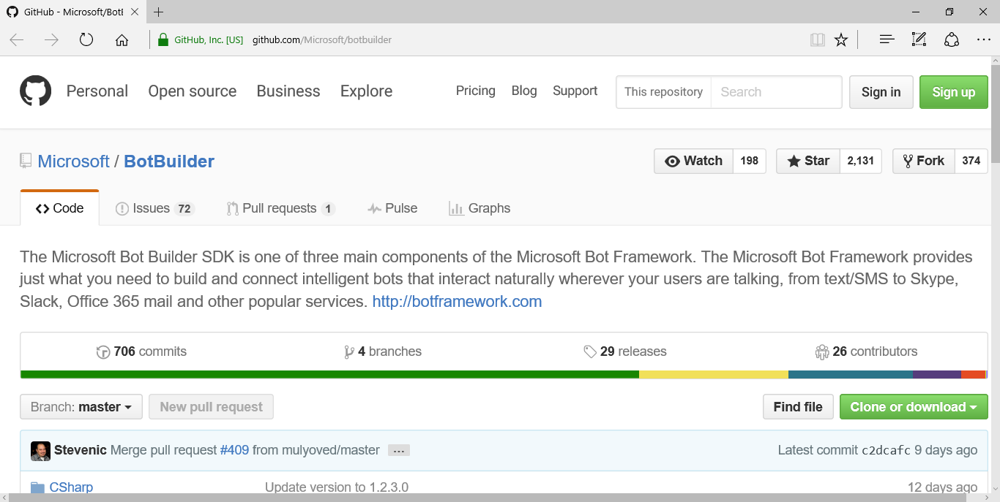 GitHub - Microsoft/Bot
GitHub, Inc. [US] github.com/Microsoft/botbuilder
Personal Open source Business Explore Pricing Blog Support This repository Search Sign in Sign up
Microsoft / BotBuilder Watch 198 Star 2,131 Fork 374
Code Issues 72 Pull requests 1 Pulse Graphs
The Microsoft Bot Builder SDK is one of three main components of the Microsoft Bot Framework. The Microsoft Bot Framework provides
just what you need to build and connect intelligent bots that interact naturally wherever your users are talking, from text/SMS to Skype,
Slack, Office 365 mail and other popular services. http://botframework.com
706 commits 4 branches 29 releases 26 contributors
Branch: master New pull request Find file Clone or download
Stevenic Merge pull request #409 from mulyoved/master ... Latest commit c2dcafc 9 days ago
CSharp Update version to 1.2.3.0 12 days ago